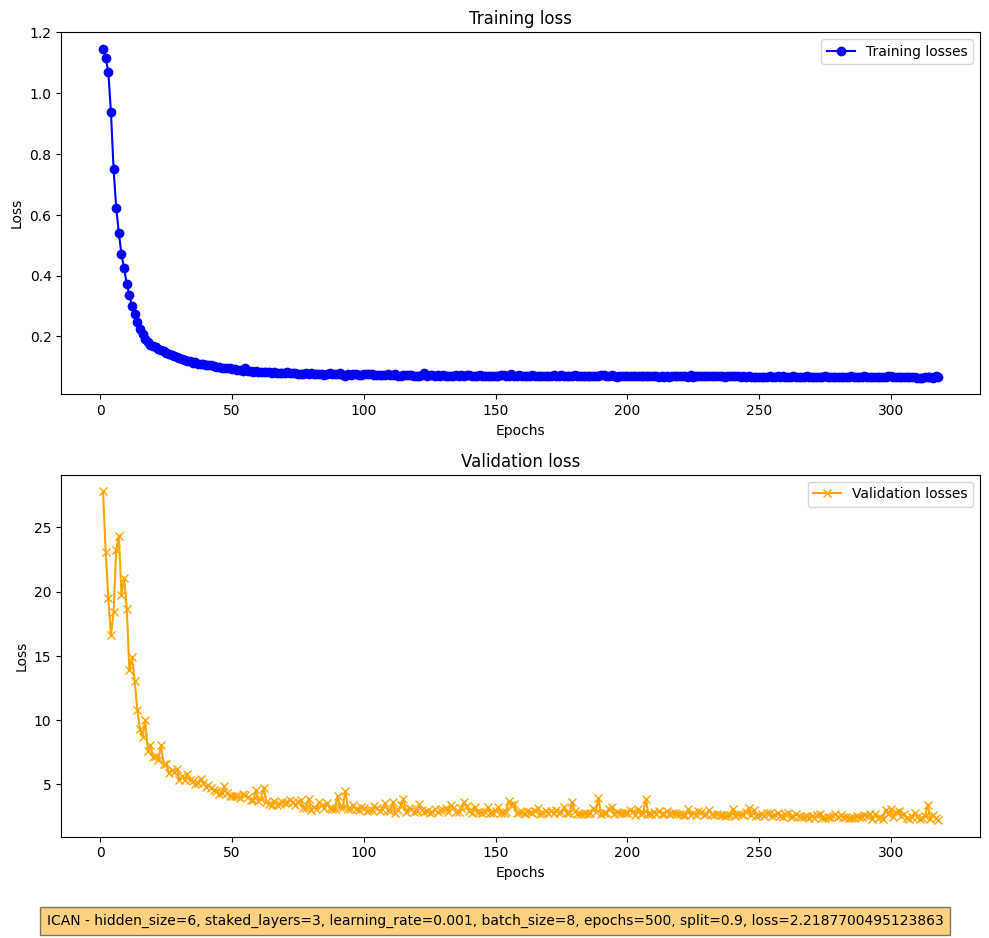 Training loss
Training losses
1.2
1.0
0.8
0.6
0.4
0.2
Loss
0 50 100 150 200 250 300
Epochs
Validation loss
Validation losses
25
20
15
10
5
Loss
0 50 100 150 200 250 300
Epochs
ICAN - hidden_size=6, staked_layers=3, learning_rate=0.001, batch_size=8, epochs=500, split=0.9, loss=2.2187700495123863